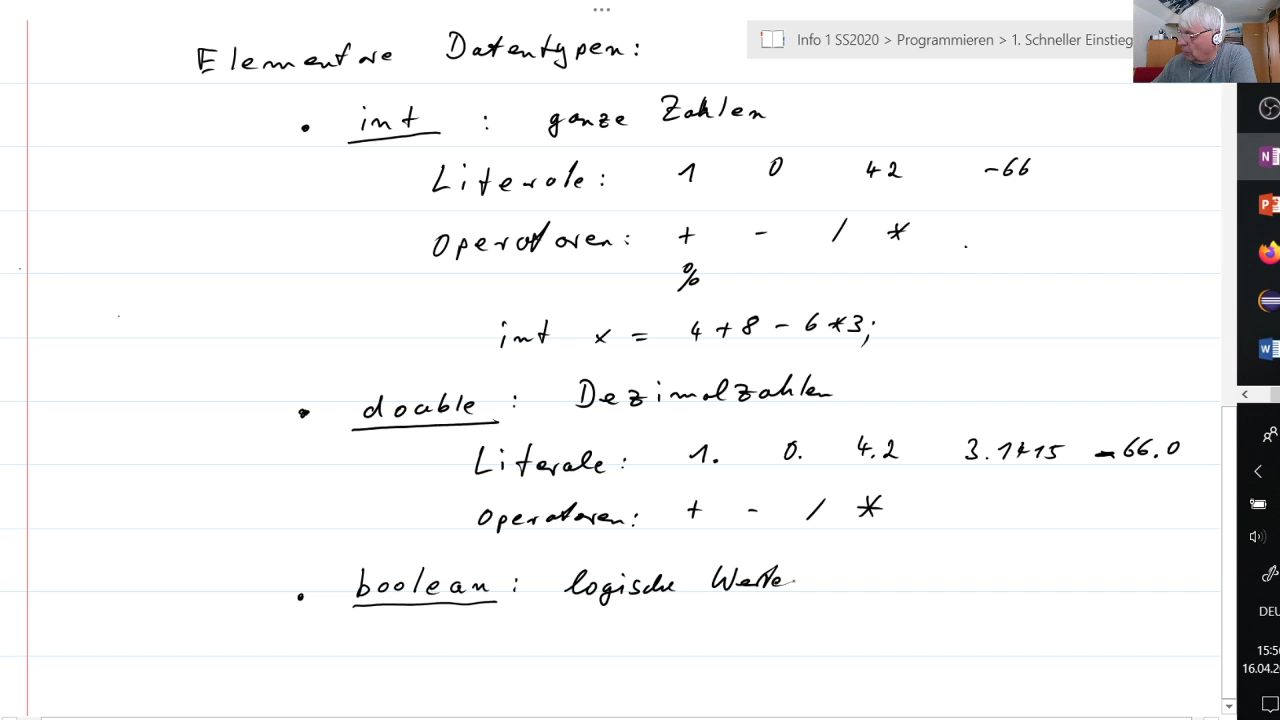 Info 1 SS2020 > Programmieren > 1. Schneller Einstieg
Elementare Datentypen:
• int : ganze Zahlen
Literale: 1 0 42 -66
Operatoren: + - / *
%
int x = 4 + 8 - 6 * 3;
• double : Dezimalzahlen
Literale: 1. 0. 4.2 3.1415 -66.0
Operatoren: + - / *
• boolean : logische Werte
DEU
15:50
16.04.20